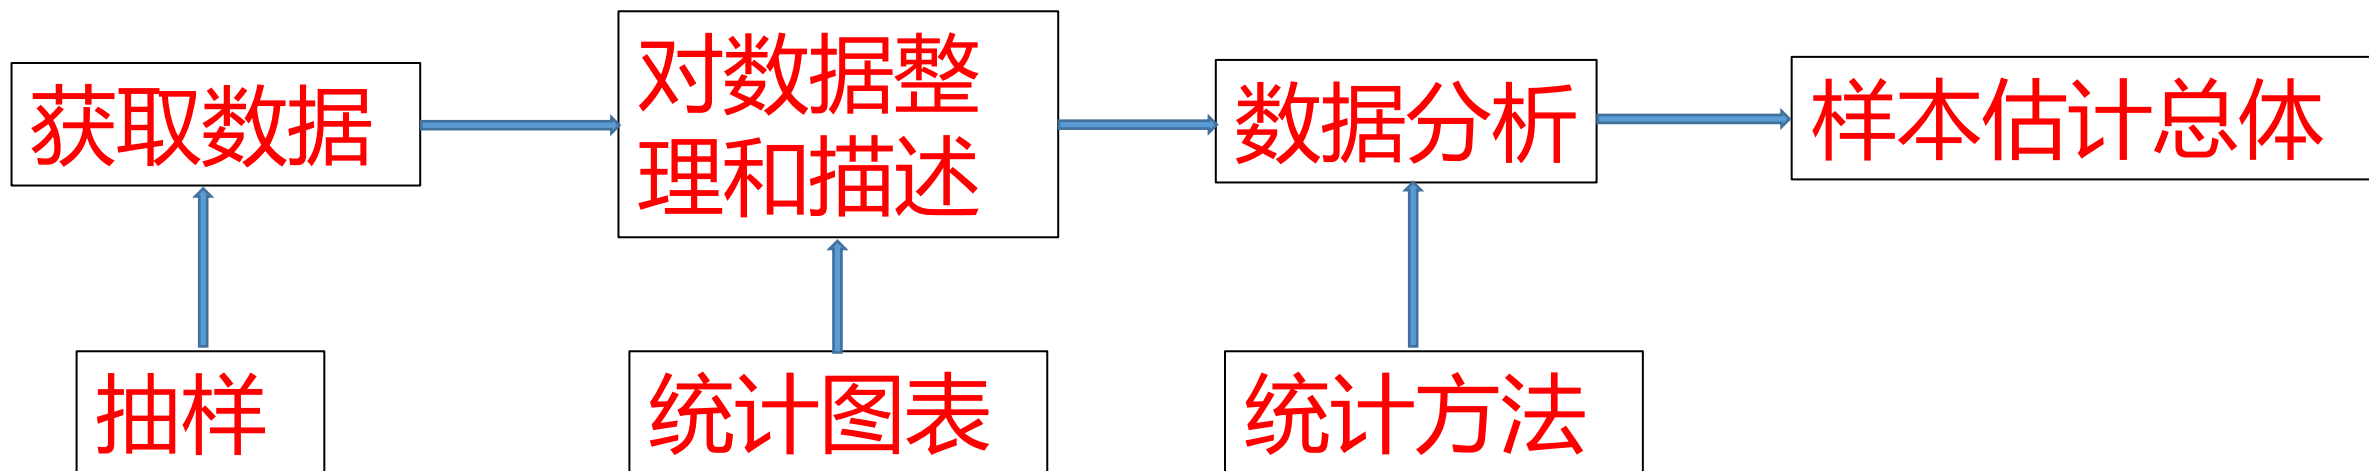 获取数据
对数据整
理和描述
数据分析
样本估计总体
抽样
统计图表
统计方法